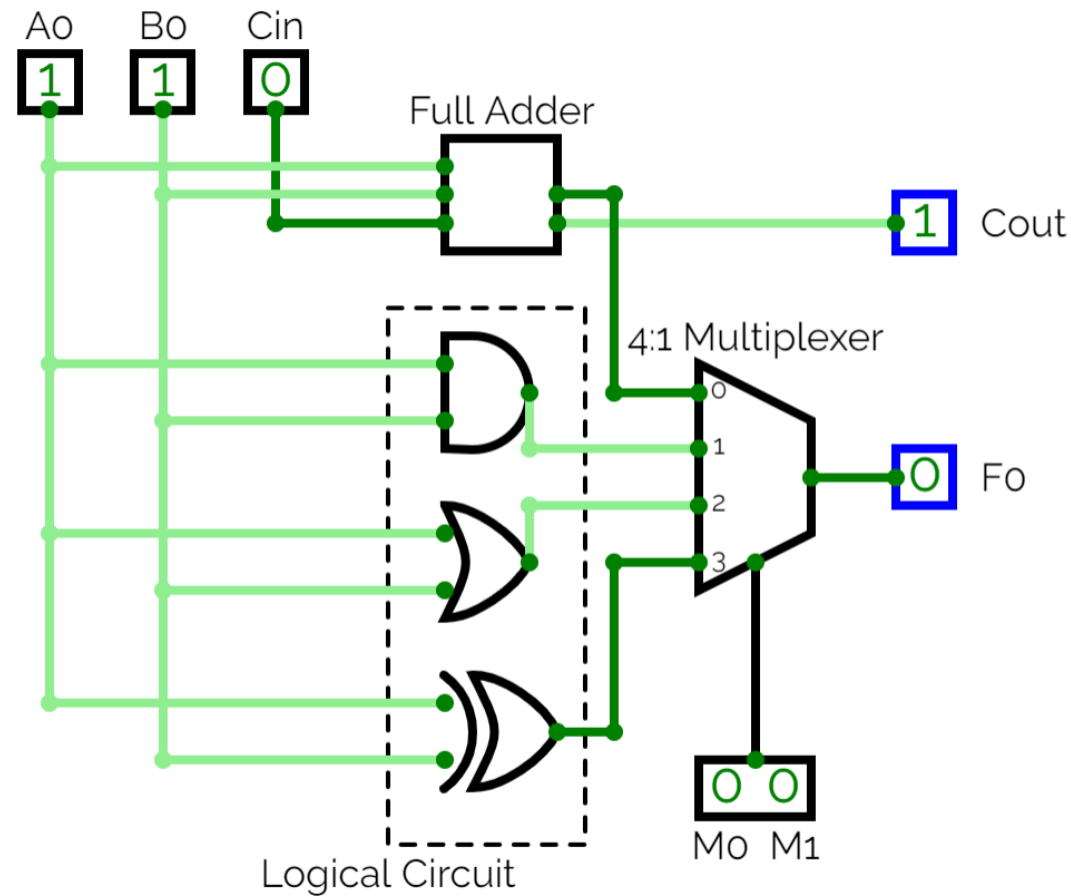 A0 B0 Cin
1 1 0
Full Adder
1 Cout
4:1 Multiplexer
0
1
2
3
0 F0
0 0
M0 M1
Logical Circuit